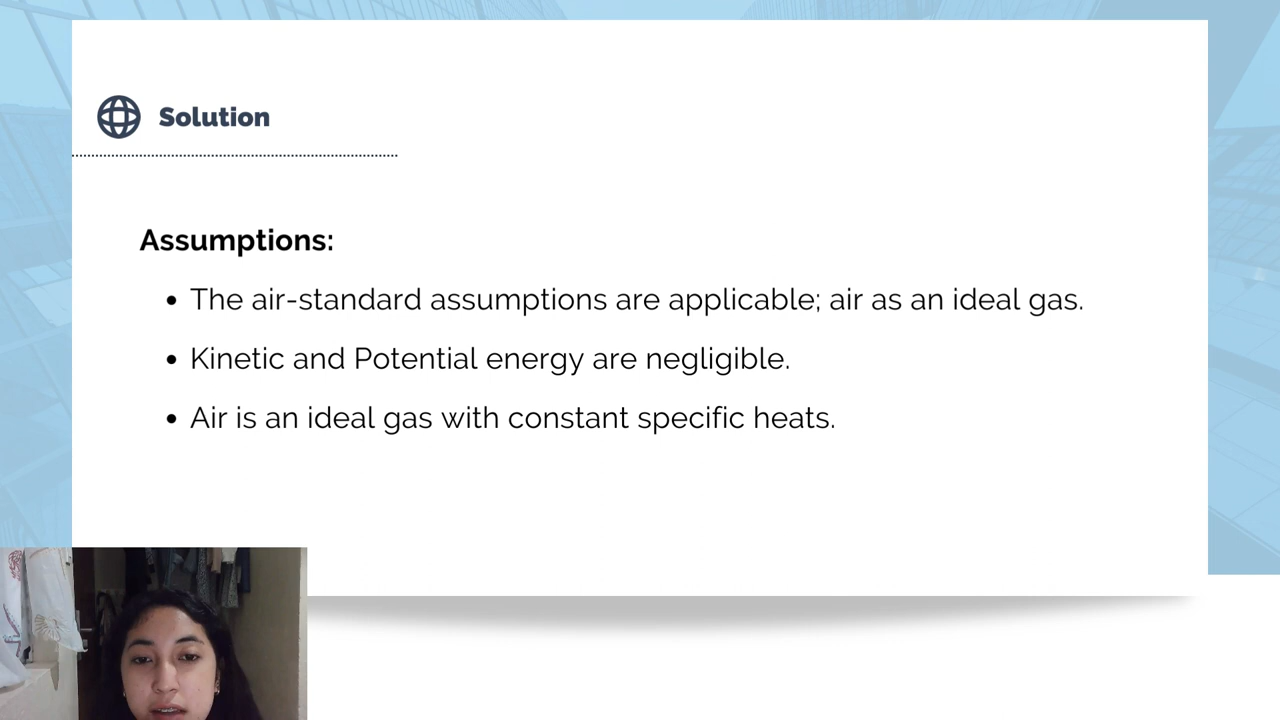 Solution
Assumptions:
• The air-standard assumptions are applicable; air as an ideal gas.
• Kinetic and Potential energy are negligible.
• Air is an ideal gas with constant specific heats.